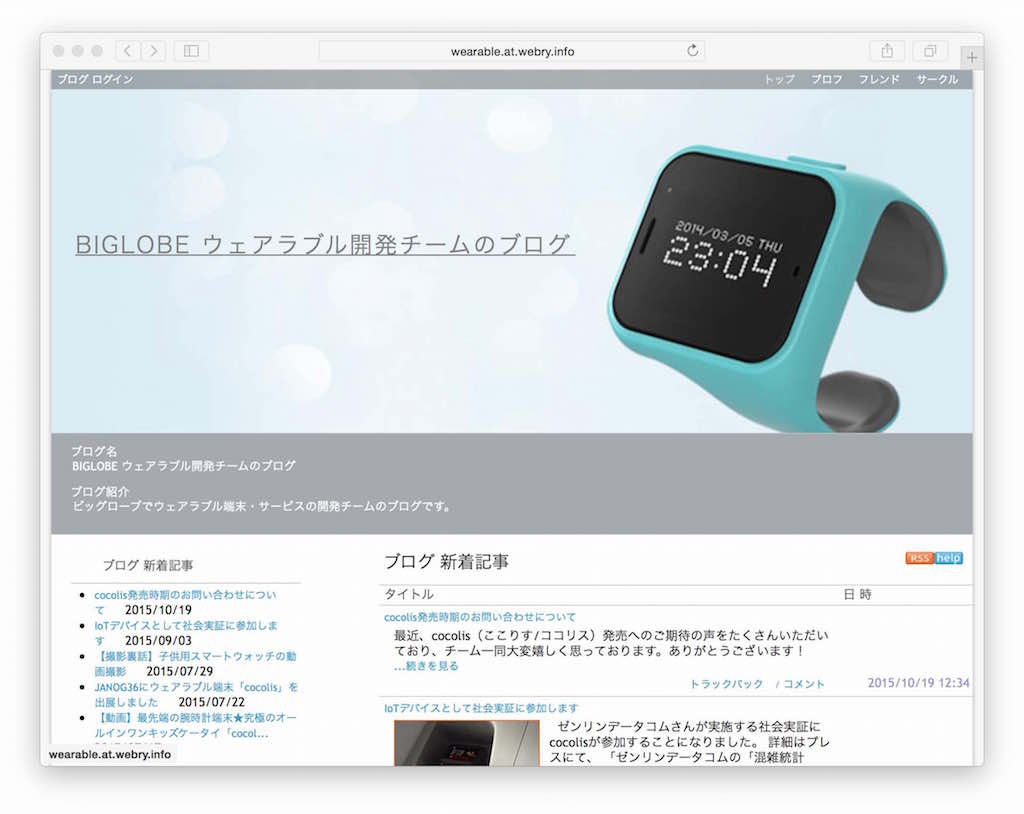 wearable.at.webry.info
ブログ ログイン
トップ プロフ フレンド サークル
BIGLOBE ウェアラブル開発チームのブログ
2014/03/05 THU
23:04
ブログ名
BIGLOBE ウェアラブル開発チームのブログ
ブログ紹介
ビッグローブでウェアラブル端末・サービスの開発チームのブログです。
ブログ 新着記事
cocolis発売時期のお問い合わせについ
て 2015/10/19
IoTデバイスとして社会実証に参加しま
す 2015/09/03
【撮影裏話】子供用スマートウォッチの動
画撮影 2015/07/29
JANOG36にウェアラブル端末「cocolis」を
出展しました 2015/07/22
【動画】最先端の腕時計端末★究極のオー
ルインワンキッズケータイ「cocol...
wearable.at.webry.info
ブログ 新着記事
RSS help
タイトル 日 時
cocolis発売時期のお問い合わせについて
最近、cocolis（ここりす/ココリス）発売へのご期待の声をたくさんいただい
ており、チーム一同大変嬉しく思っております。ありがとうございます！
...続きを見る
トラックバック / コメント 2015/10/19 12:34
IoTデバイスとして社会実証に参加します
ゼンリンデータコムさんが実施する社会実証に
cocolisが参加することになりました。 詳細はプレ
スにて、 「ゼンリンデータコムの「混雑統計